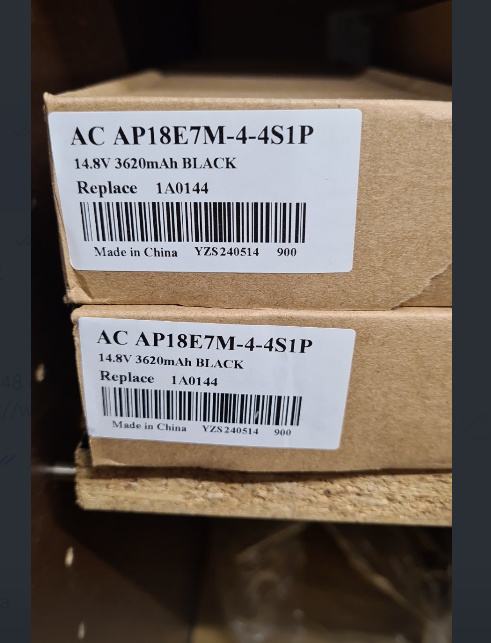 AC AP18E7M-4-4S1P
14.8V 3620mAh BLACK
Replace 1A0144
Made in China YZS240514 900
AC AP18E7M-4-4S1P
14.8V 3620mAh BLACK
Replace 1A0144
Made in China YZS240514 900